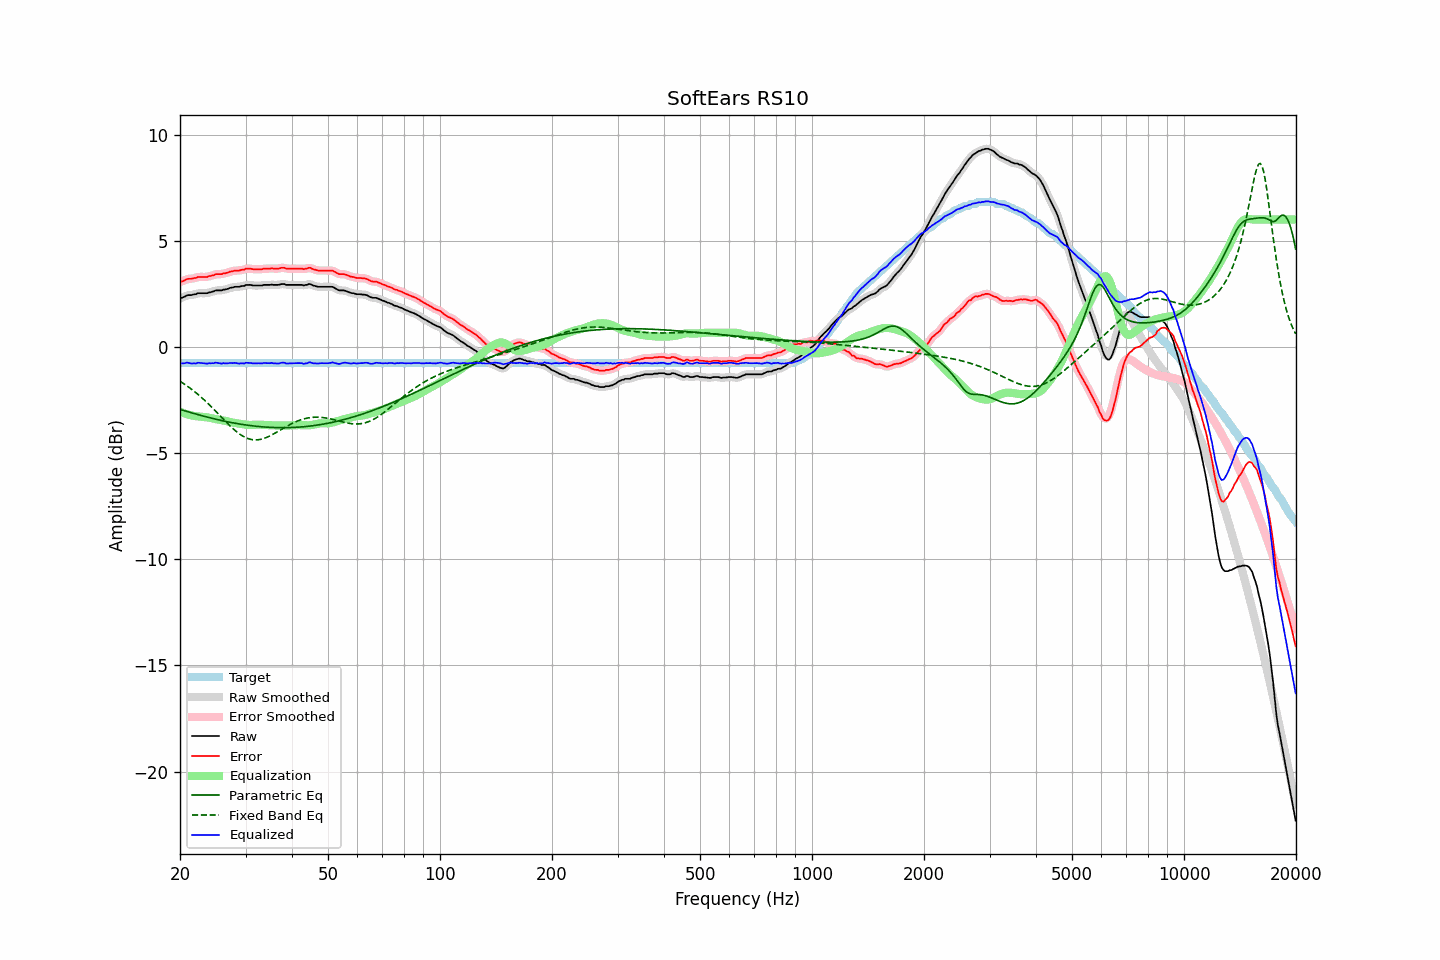 SoftEars RS10
Amplitude (dBr)
10
5
0
−5
−10
−15
−20
Target
Raw Smoothed
Error Smoothed
Raw
Error
Equalization
Parametric Eq
Fixed Band Eq
Equalized
20 50 100 200 500 1000 2000 5000 10000 20000
Frequency (Hz)